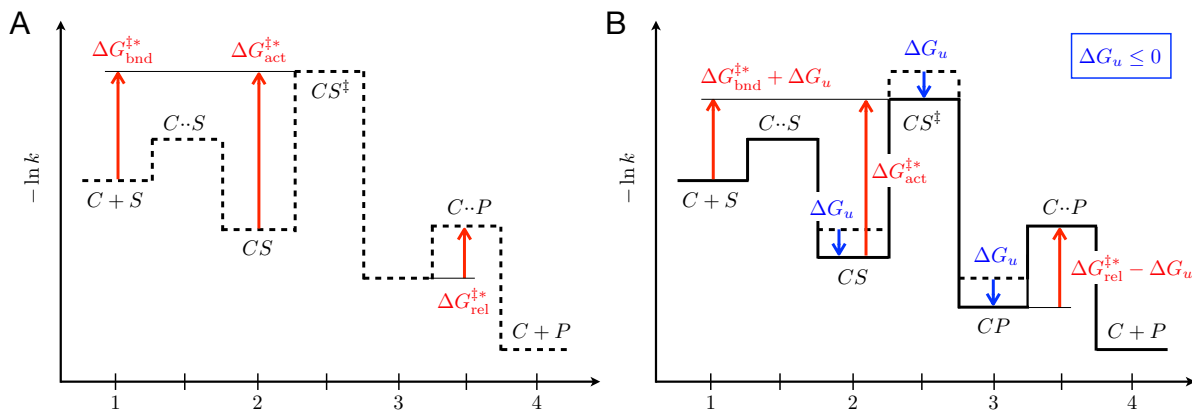 A
ΔG‡*bnd
ΔG‡*act
CS‡
C··S
− ln k
C + S
CS
C··P
ΔG‡*rel
C + P
1
2
3
4
B
ΔGu
ΔGu ≤ 0
ΔG‡*bnd + ΔGu
C··S
CS‡
− ln k
ΔG‡*act
C + S
ΔGu
C··P
CS
ΔGu
ΔG‡*rel − ΔGu
CP
C + P
1
2
3
4